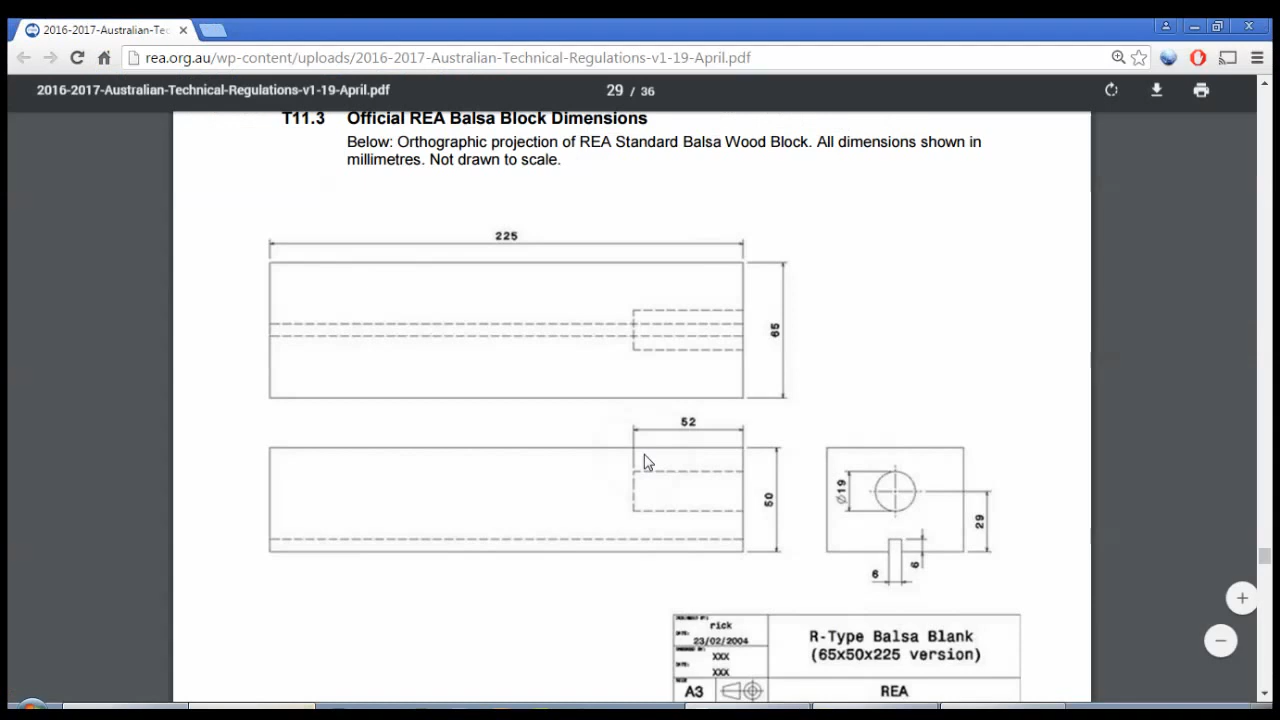 2016-2017-Australian-Tec
rea.org.au/wp-content/uploads/2016-2017-Australian-Technical-Regulations-v1-19-April.pdf
2016-2017-Australian-Technical-Regulations-v1-19-April.pdf
29 / 36
T11.3 Official REA Balsa Block Dimensions
Below: Orthographic projection of REA Standard Balsa Wood Block. All dimensions shown in
millimetres. Not drawn to scale.
225
65
52
50
Ø19
29
6
6
rick
DATE:
23/02/2004
XXX
DATE:
XXX
A3
R-Type Balsa Blank
(65x50x225 version)
REA